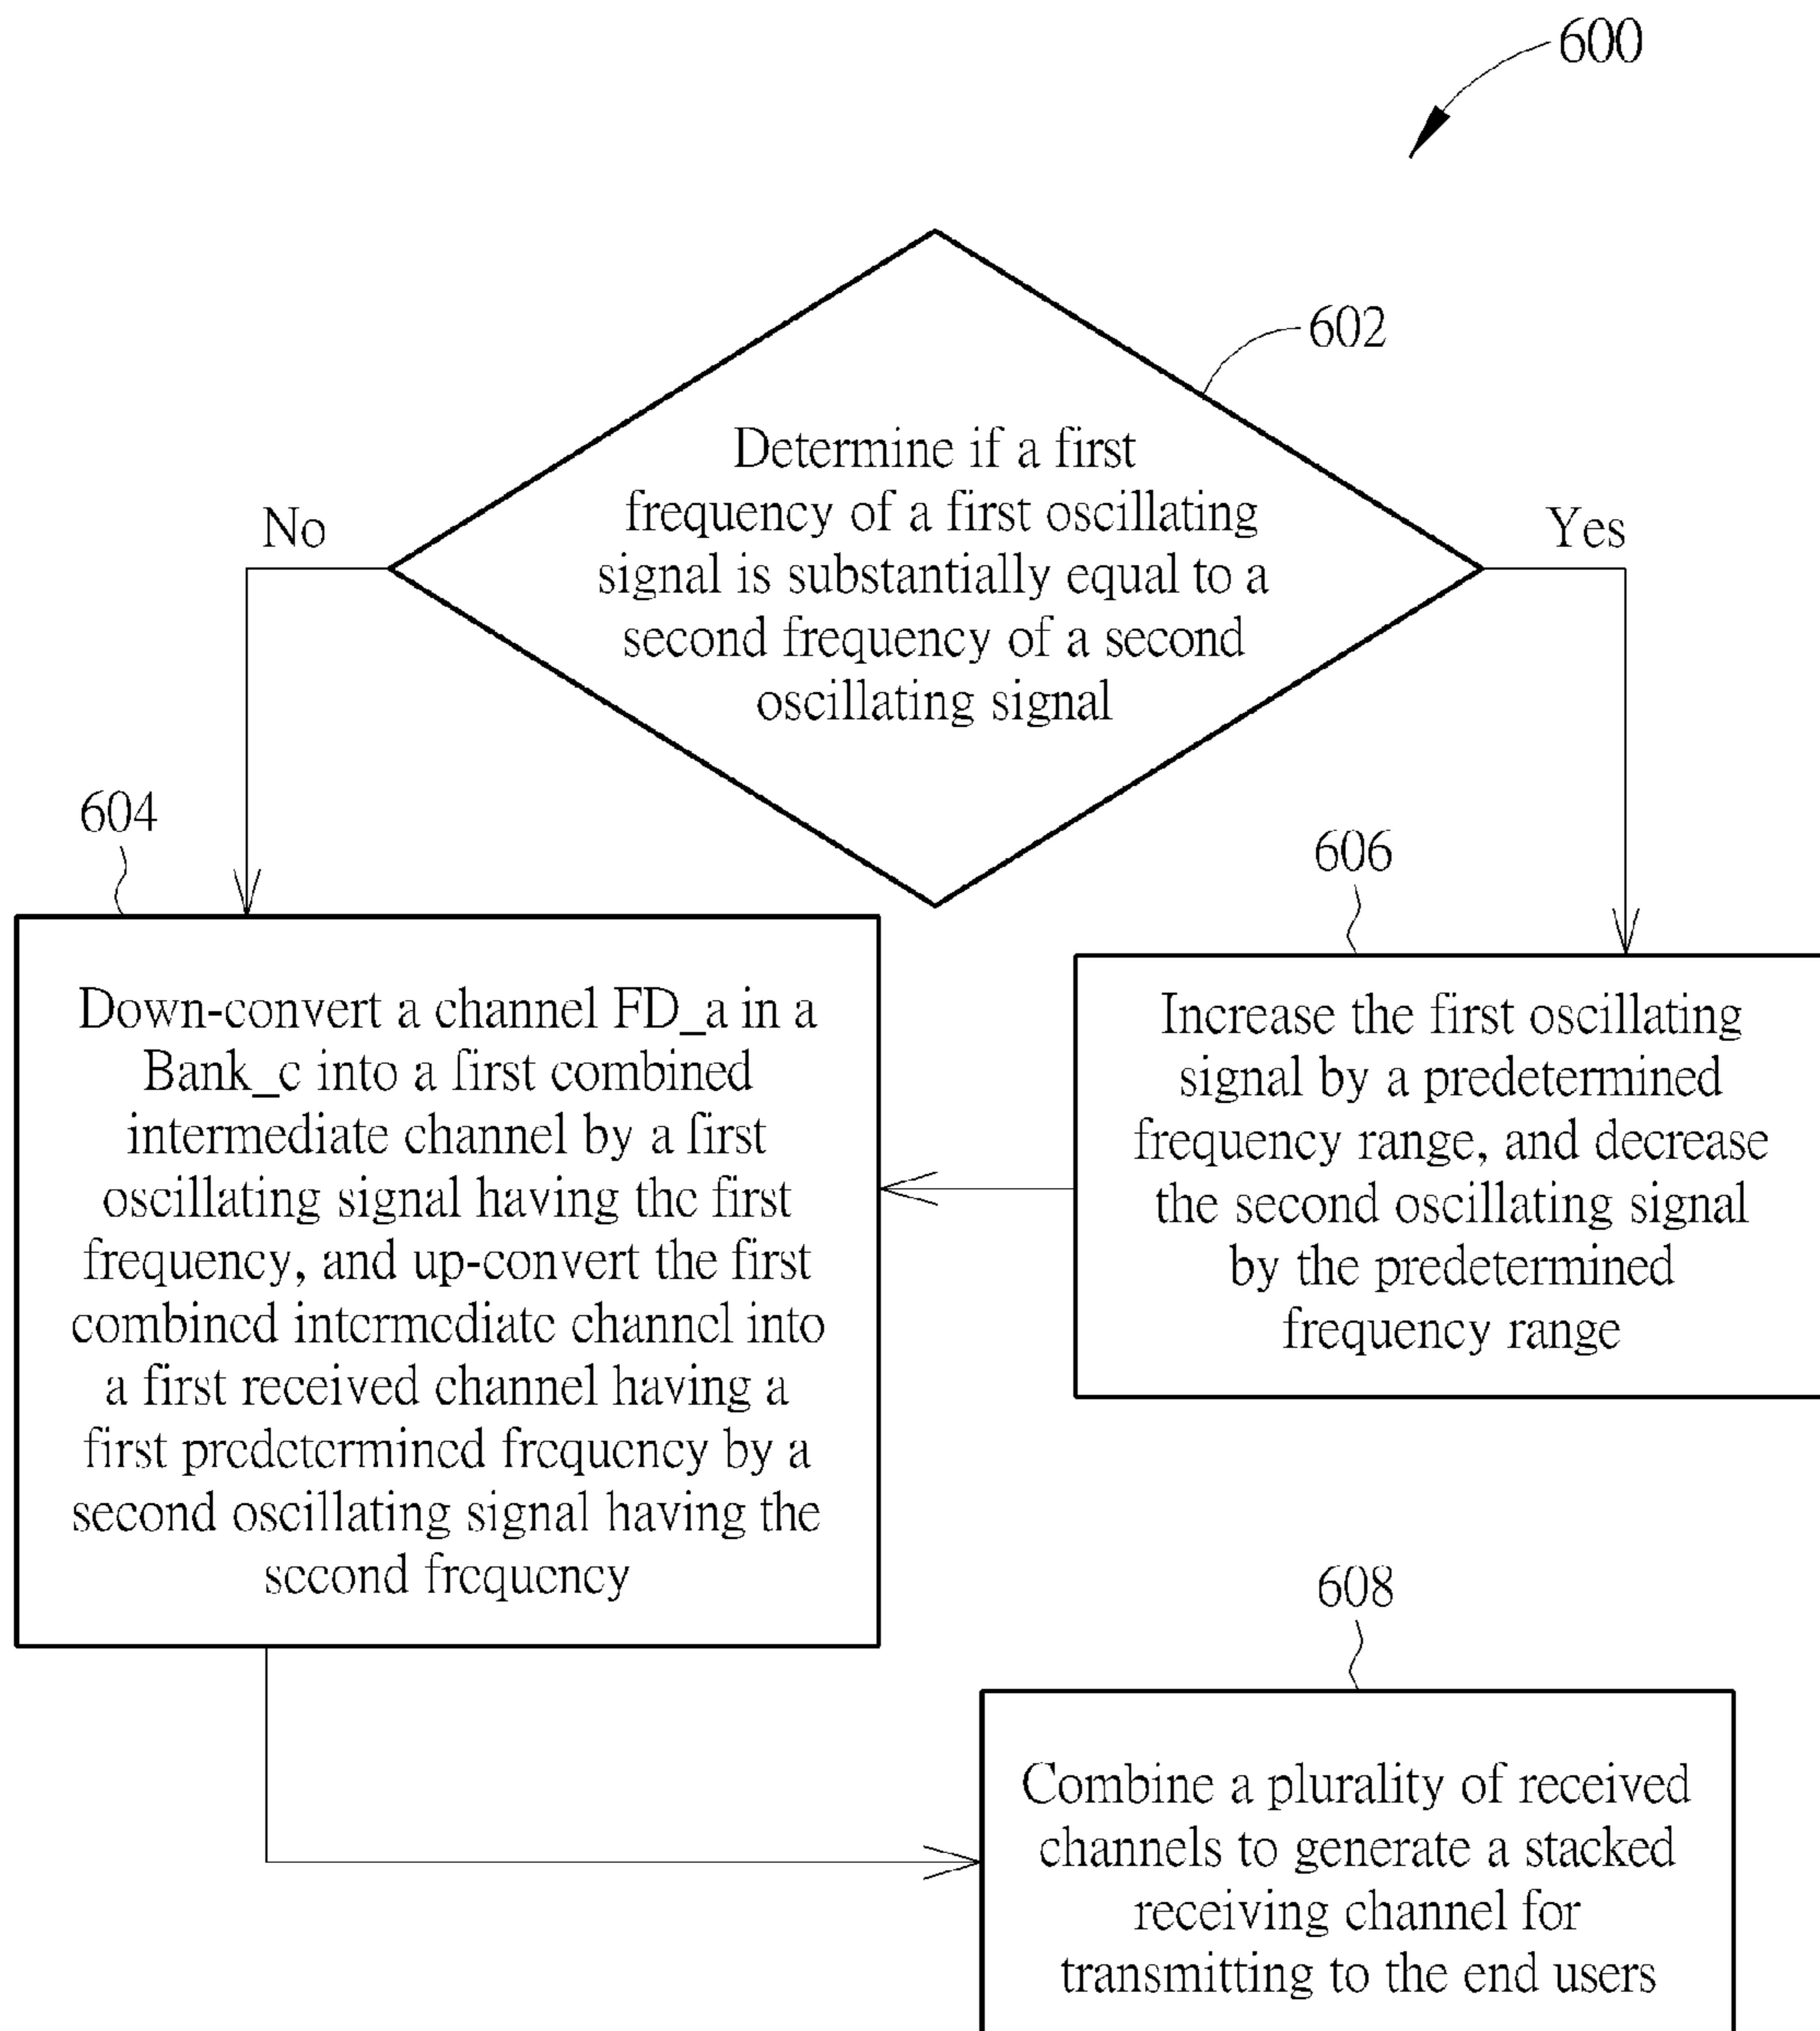 600
602
Determine if a first
frequency of a first oscillating
signal is substantially equal to a
second frequency of a second
oscillating signal
No
Yes
604
606
Down-convert a channel FD_a in a
Bank_c into a first combined
intermediate channel by a first
oscillating signal having the first
frequency, and up-convert the first
combined intermediate channel into
a first received channel having a
first predetermined frequency by a
second oscillating signal having the
second frequency
Increase the first oscillating
signal by a predetermined
frequency range, and decrease
the second oscillating signal
by the predetermined
frequency range
608
Combine a plurality of received
channels to generate a stacked
receiving channel for
transmitting to the end users